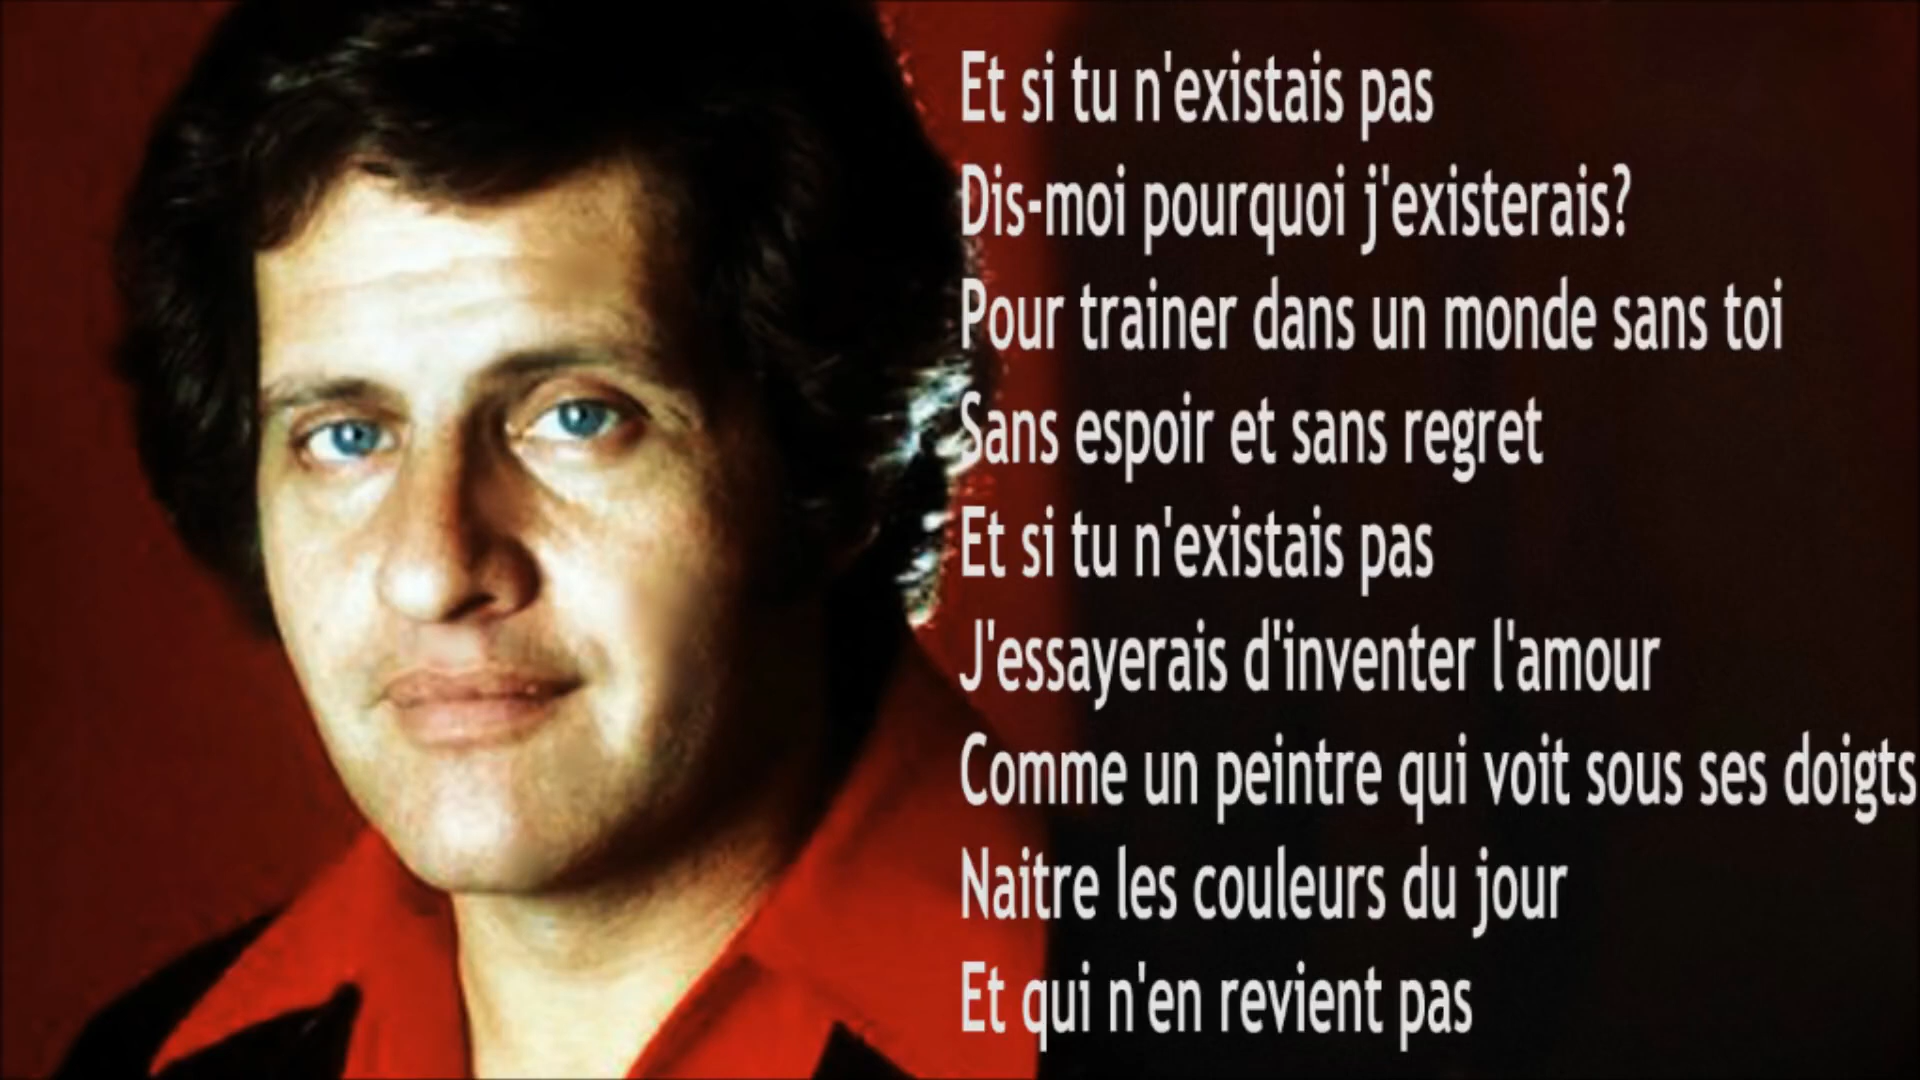 Et si tu n'existais pas
Dis-moi pourquoi j'existerais?
Pour trainer dans un monde sans toi
Sans espoir et sans regret
Et si tu n'existais pas
J'essayerais d'inventer l'amour
Comme un peintre qui voit sous ses doigts
Naitre les couleurs du jour
Et qui n'en revient pas